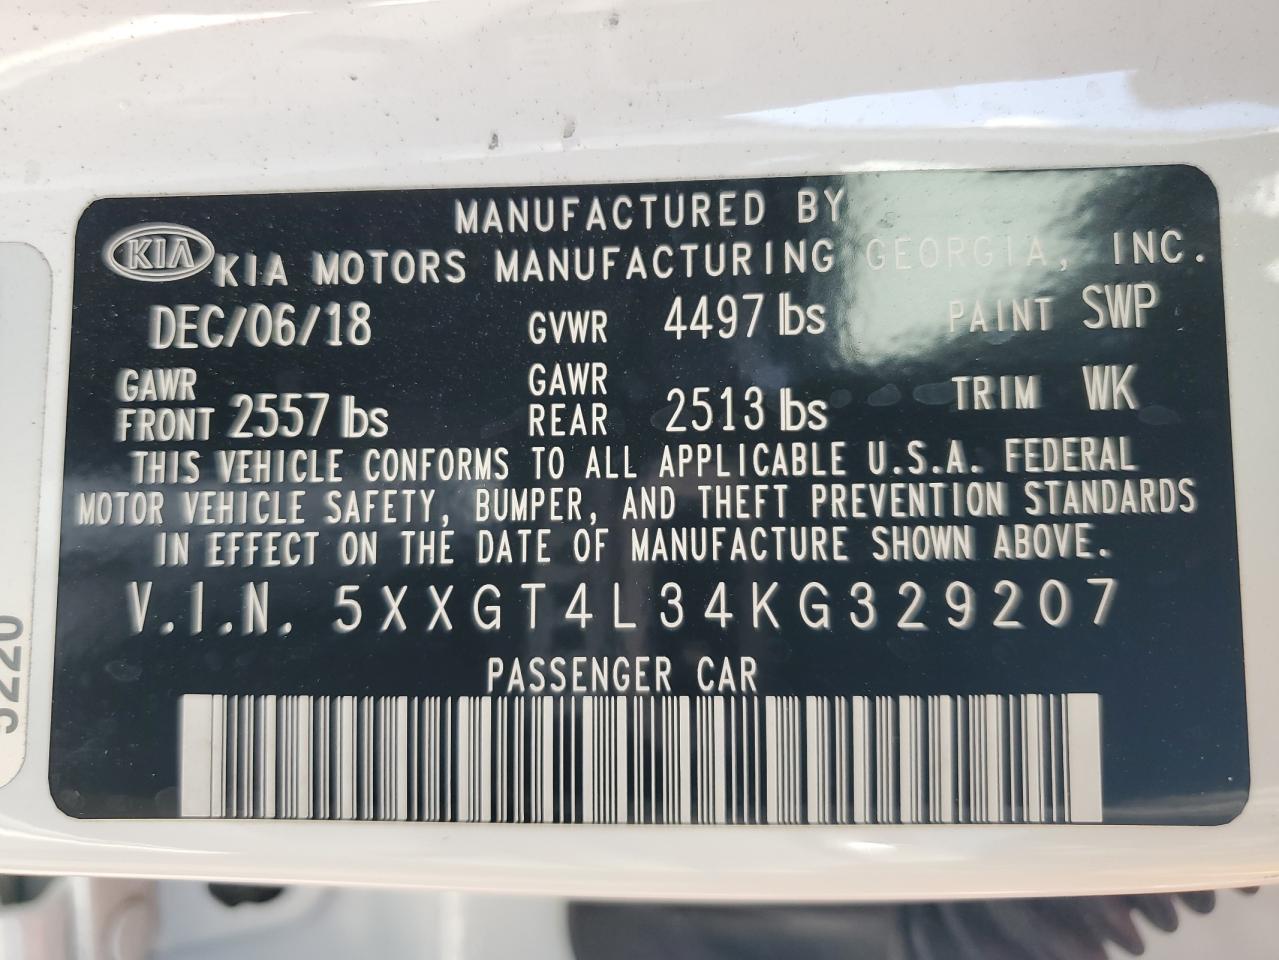 MANUFACTURED BY
KIA KIA MOTORS MANUFACTURING GEORGIA, INC.
DEC/06/18 GVWR 4497 lbs PAINT SWP
GAWR FRONT 2557 lbs GAWR REAR 2513 lbs TRIM WK
THIS VEHICLE CONFORMS TO ALL APPLICABLE U.S.A. FEDERAL
MOTOR VEHICLE SAFETY, BUMPER, AND THEFT PREVENTION STANDARDS
IN EFFECT ON THE DATE OF MANUFACTURE SHOWN ABOVE.
V.I.N. 5XXGT4L34KG329207
PASSENGER CAR